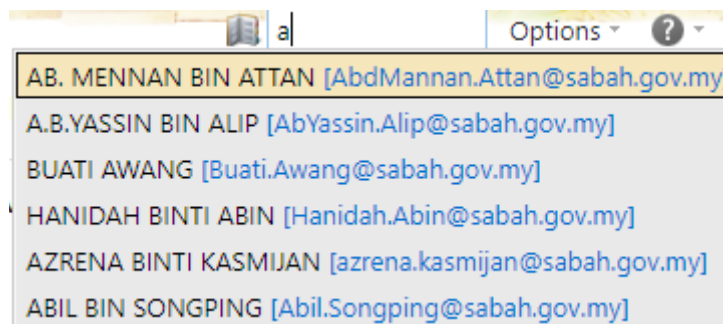 a Options ?
AB. MENNAN BIN ATTAN [AbdMannan.Attan@sabah.gov.my
A.B.YASSIN BIN ALIP [AbYassin.Alip@sabah.gov.my]
BUATI AWANG [Buati.Awang@sabah.gov.my]
HANIDAH BINTI ABIN [Hanidah.Abin@sabah.gov.my]
AZRENA BINTI KASMIJAN [azrena.kasmijan@sabah.gov.my]
ABIL BIN SONGPING [Abil.Songping@sabah.gov.my]